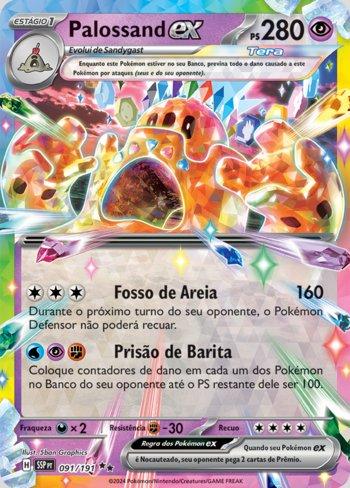 ESTÁGIO 1
Palossand ex
PS 280
Evolui de Sandygast
Tera
Enquanto este Pokémon estiver no seu Banco, previna todo o dano causado a este
Pokémon por ataques (seus e do seu oponente).
Fosso de Areia 160
Durante o próximo turno do seu oponente, o Pokémon
Defensor não poderá recuar.
Prisão de Barita
Coloque contadores de dano em cada um dos Pokémon
no Banco do seu oponente até o PS restante dele ser 100.
Fraqueza ×2 Resistência -30 Recuo
Regra dos Pokémon ex
Quando seu Pokémon ex
é Nocauteado, seu oponente pega 2 cartas de Prêmio.
Ilust. 5ban Graphics
H SSP PT 091/191
©2024 Pokémon/Nintendo/Creatures/GAME FREAK